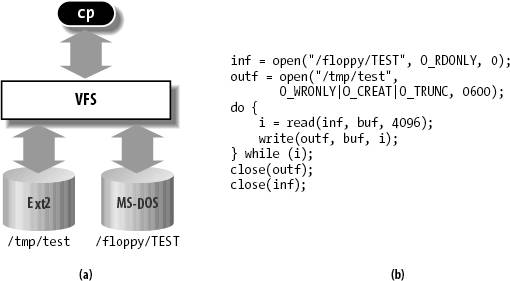 cp
VFS
Ext2
MS-DOS
/tmp/test
/floppy/TEST
(a)
inf = open("/floppy/TEST", O_RDONLY, 0);
outf = open("/tmp/test",
O_WRONLY|O_CREAT|O_TRUNC, 0600);
do {
i = read(inf, buf, 4096);
write(outf, buf, i);
} while (i);
close(outf);
close(inf);
(b)